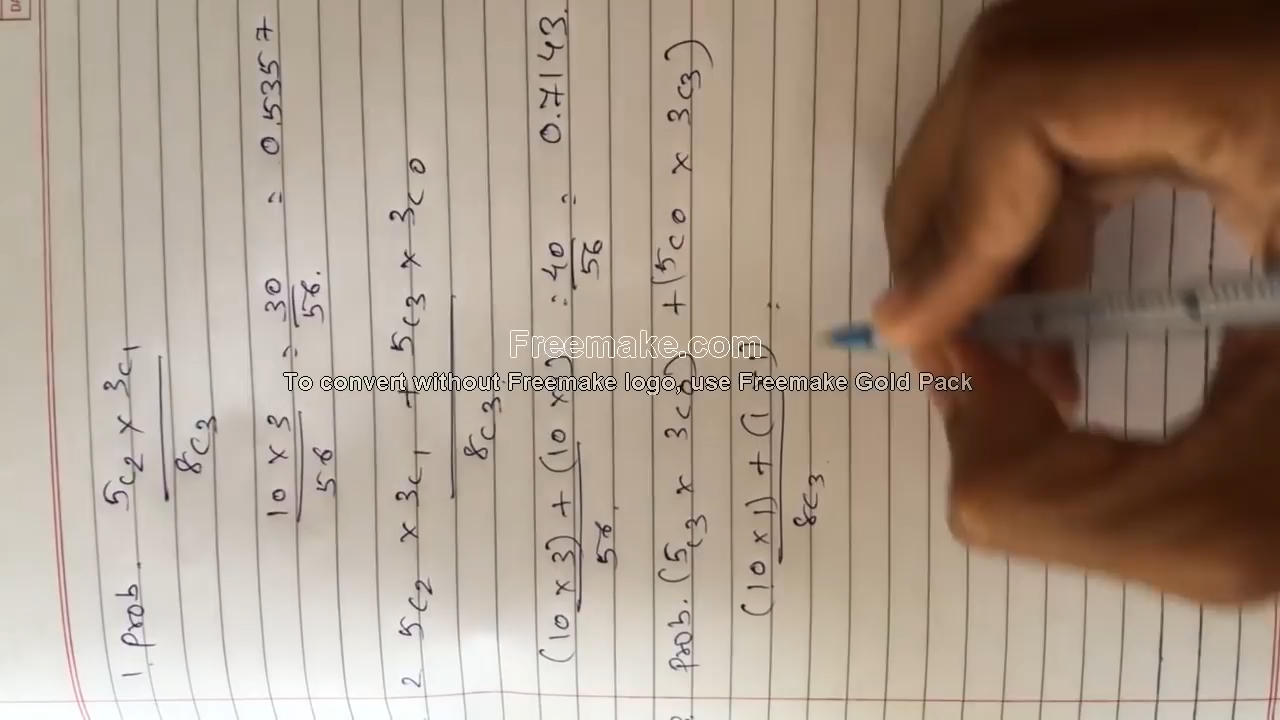 1. Prob. 5C2 x 3C1
8C3
10 x 3 = 30 = 0.5357
56 56.
2 5C2 x 3C1 + 5C3 x 3C0
8C3
(10 x 3) + (10 x 1) = 40 = 0.7143.
56. 56
Prob. (5C3 x 3C0) + (5C0 x 3C3)
(10 x 1) + (1 x 1) =
8C3
Freemake.com
To convert without Freemake logo, use Freemake Gold Pack